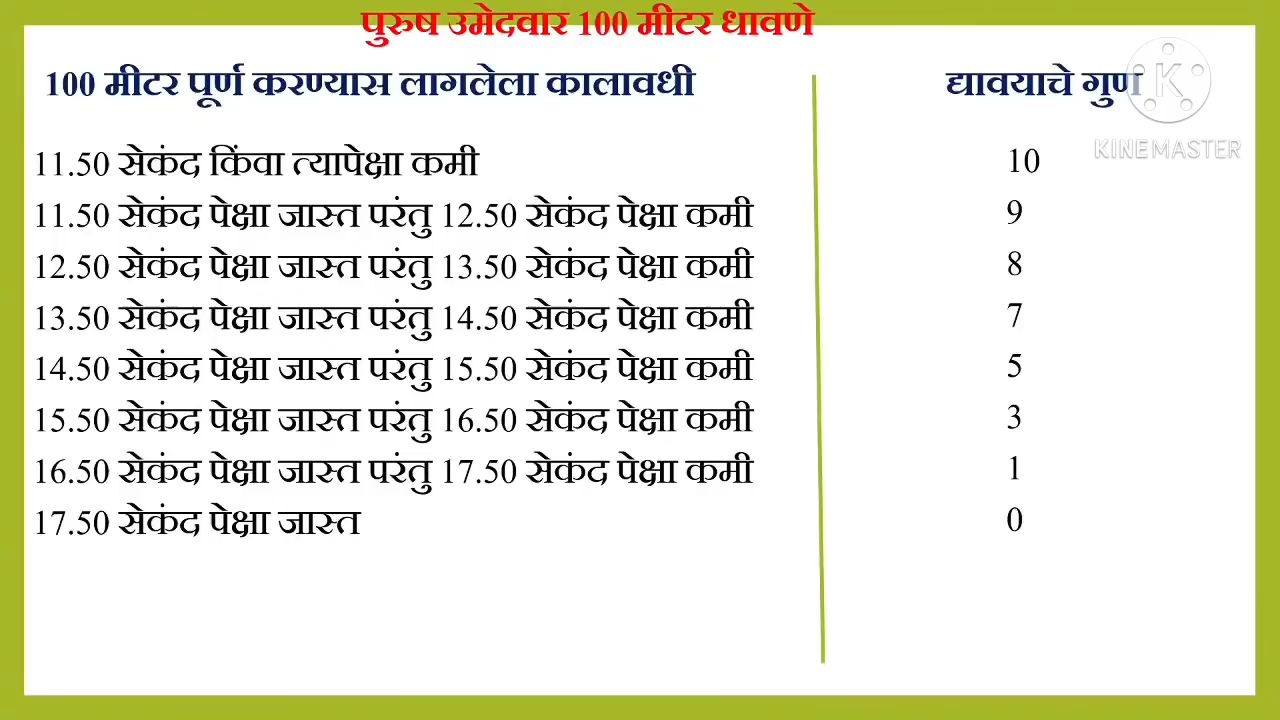 पुरुष उमेदवार 100 मीटर धावणे
100 मीटर पूर्ण करण्यास लागलेला कालावधी द्यावयाचे गुण
KINEMASTER
11.50 सेकंद किंवा त्यापेक्षा कमी 10
11.50 सेकंद पेक्षा जास्त परंतु 12.50 सेकंद पेक्षा कमी 9
12.50 सेकंद पेक्षा जास्त परंतु 13.50 सेकंद पेक्षा कमी 8
13.50 सेकंद पेक्षा जास्त परंतु 14.50 सेकंद पेक्षा कमी 7
14.50 सेकंद पेक्षा जास्त परंतु 15.50 सेकंद पेक्षा कमी 5
15.50 सेकंद पेक्षा जास्त परंतु 16.50 सेकंद पेक्षा कमी 3
16.50 सेकंद पेक्षा जास्त परंतु 17.50 सेकंद पेक्षा कमी 1
17.50 सेकंद पेक्षा जास्त 0